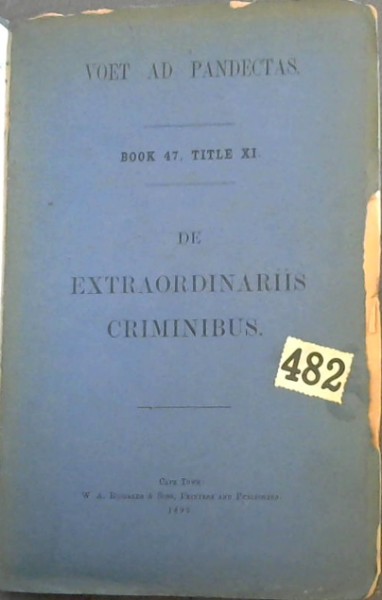 VOET AD PANDECTAS.
BOOK 47, TITLE XI.
DE
EXTRAORDINARIIS
CRIMINIBUS.
482
CAPE TOWN:
W. A. RICHARDS & SONS, PRINTERS AND PUBLISHERS